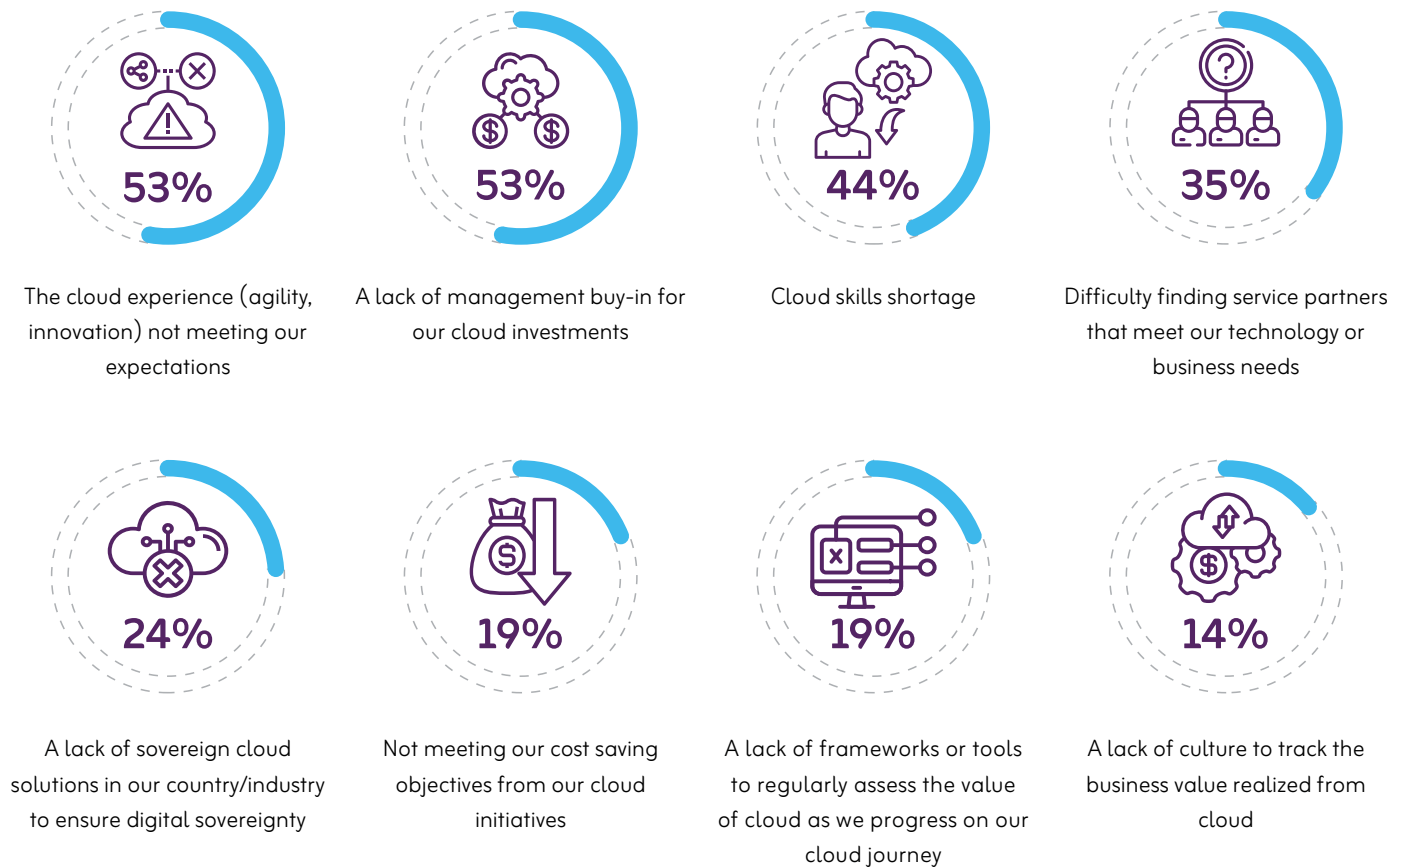 53%
The cloud experience (agility,
innovation) not meeting our
expectations
53%
A lack of management buy-in for
our cloud investments
44%
Cloud skills shortage
35%
Difficulty finding service partners
that meet our technology or
business needs
24%
A lack of sovereign cloud
solutions in our country/industry
to ensure digital sovereignty
19%
Not meeting our cost saving
objectives from our cloud
initiatives
19%
A lack of frameworks or tools
to regularly assess the value
of cloud as we progress on our
cloud journey
14%
A lack of culture to track the
business value realized from
cloud